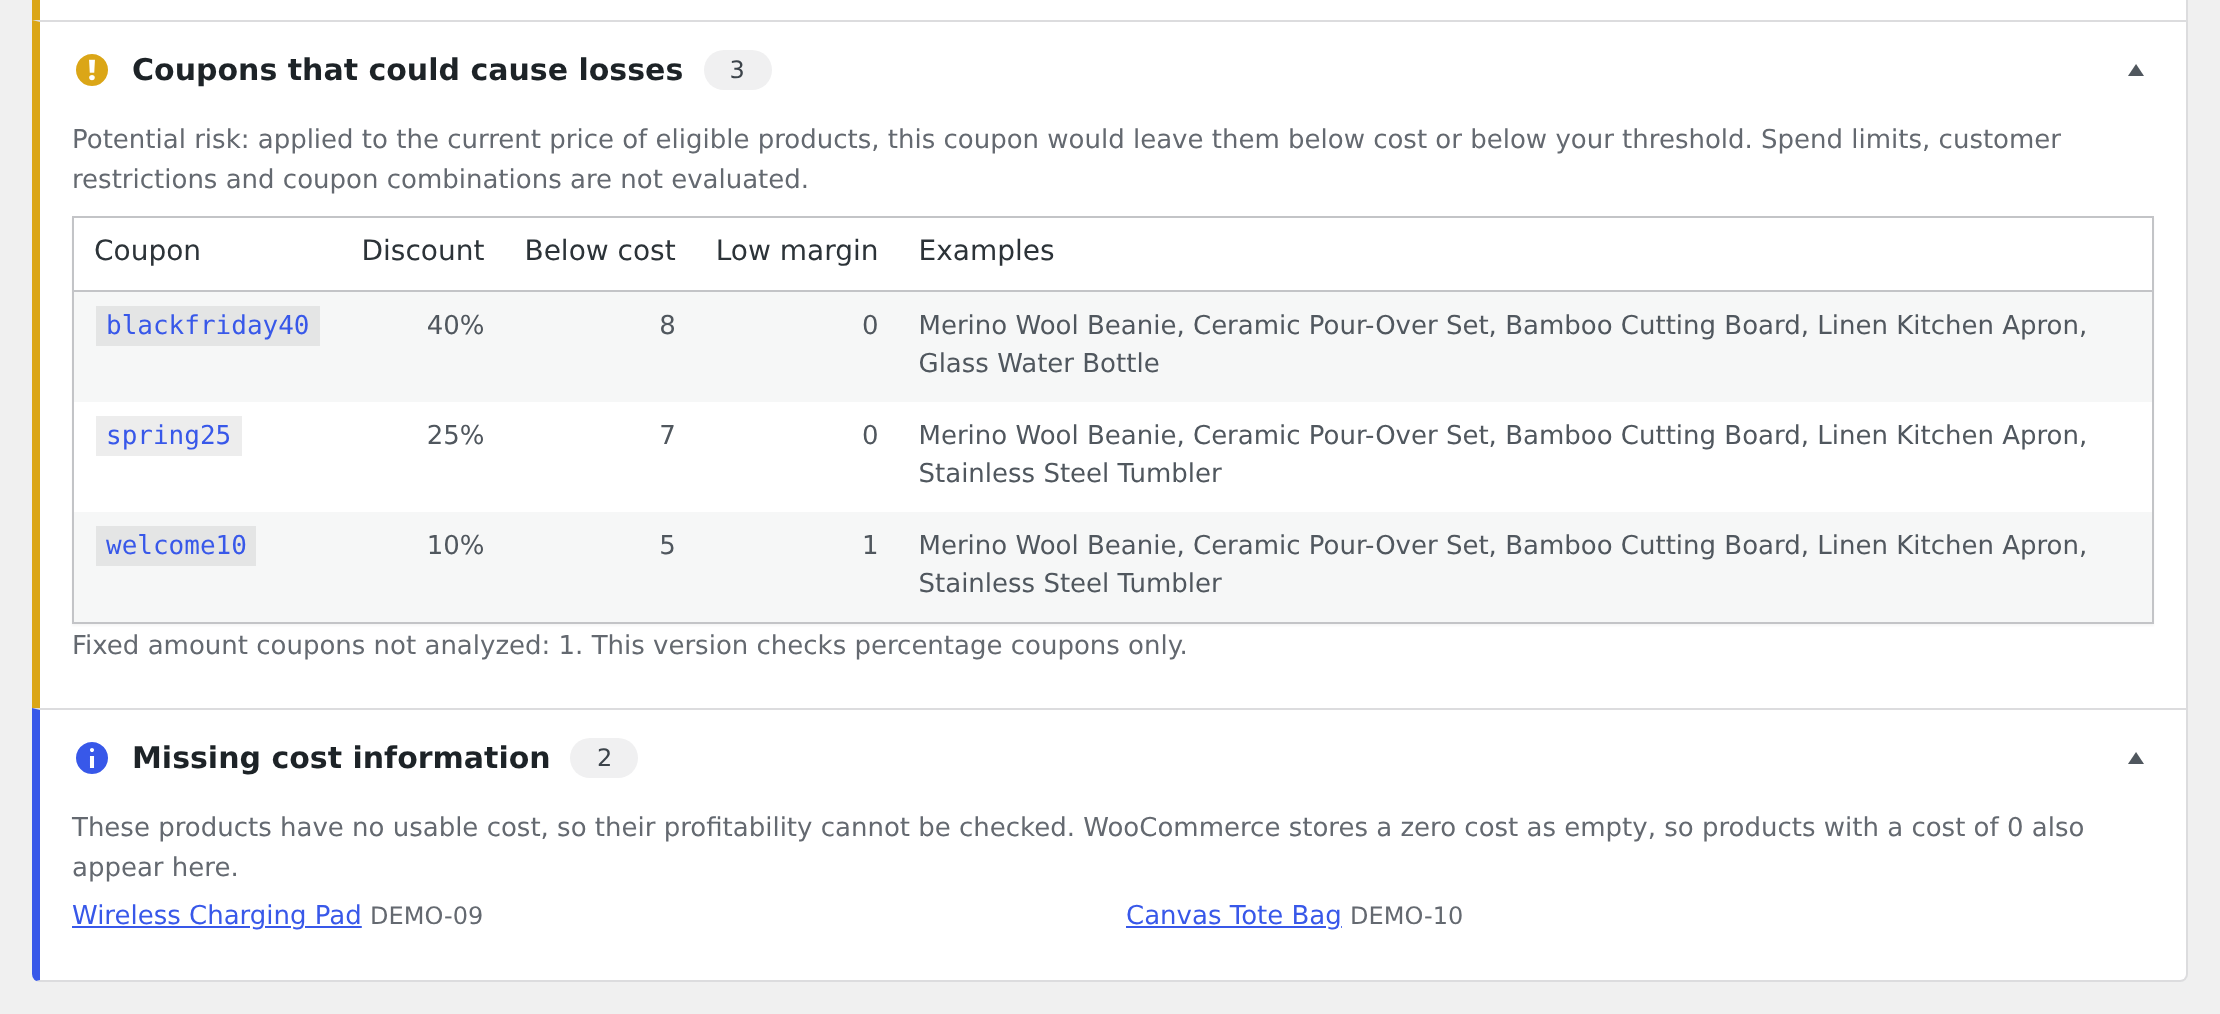 Coupons that could cause losses 3
Potential risk: applied to the current price of eligible products, this coupon would leave them below cost or below your threshold. Spend limits, customer
restrictions and coupon combinations are not evaluated.
Coupon Discount Below cost Low margin Examples
blackfriday40 40% 8 0 Merino Wool Beanie, Ceramic Pour-Over Set, Bamboo Cutting Board, Linen Kitchen Apron,
Glass Water Bottle
spring25 25% 7 0 Merino Wool Beanie, Ceramic Pour-Over Set, Bamboo Cutting Board, Linen Kitchen Apron,
Stainless Steel Tumbler
welcome10 10% 5 1 Merino Wool Beanie, Ceramic Pour-Over Set, Bamboo Cutting Board, Linen Kitchen Apron,
Stainless Steel Tumbler
Fixed amount coupons not analyzed: 1. This version checks percentage coupons only.
Missing cost information 2
These products have no usable cost, so their profitability cannot be checked. WooCommerce stores a zero cost as empty, so products with a cost of 0 also
appear here.
Wireless Charging Pad DEMO-09 Canvas Tote Bag DEMO-10